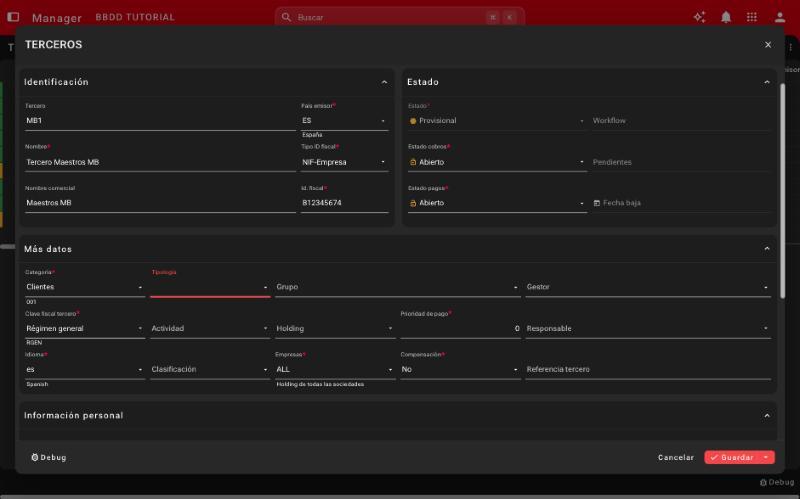 Manager
BBDD TUTORIAL
Buscar
⌘ K
TERCEROS
Identificación
Tercero
MB1
País emisor*
ES
España
Nombre*
Tercero Maestros MB
Tipo ID fiscal*
NIF-Empresa
Nombre comercial
Maestros MB
Id. fiscal*
B12345674
Estado
Estado*
Provisional
Workflow
Estado cobros*
Abierto
Pendientes
Estado pagos*
Abierto
Fecha baja
Más datos
Categoría*
Clientes
001
Tipología
Grupo
Gestor
Clave fiscal tercero*
Régimen general
RGEN
Actividad
Holding
Prioridad de pago*
0
Responsable
Idioma*
es
Spanish
Clasificación
Empresas*
ALL
Holding de todas las sociedades
Compensación*
No
Referencia tercero
Información personal
Debug
Cancelar
Guardar
Debug